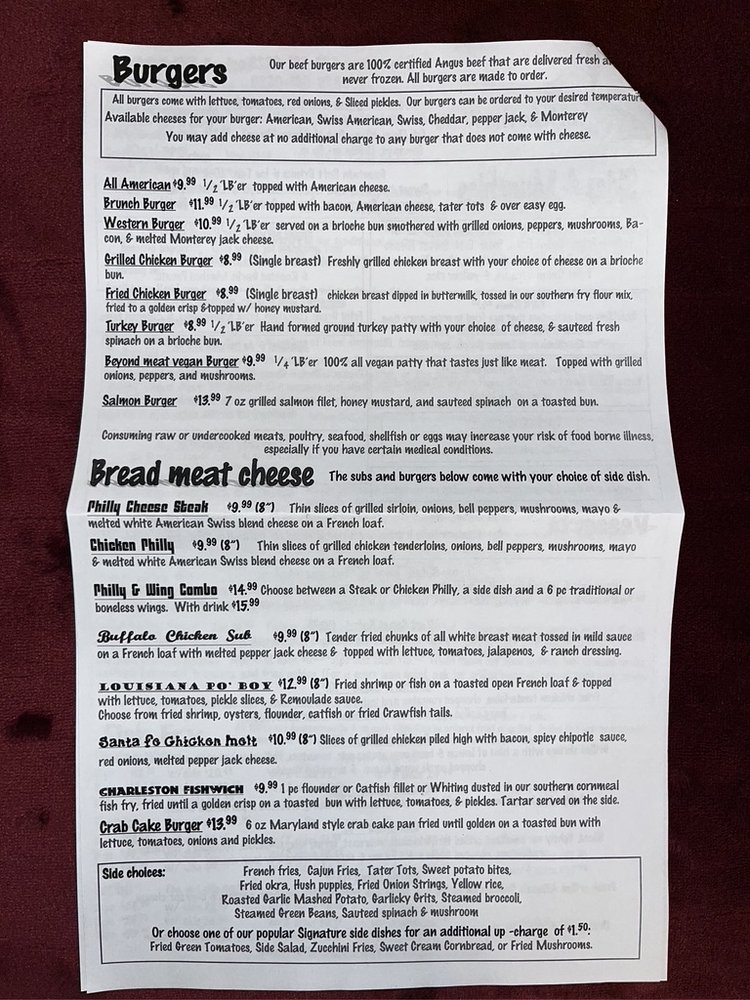 Burgers
Our beef burgers are 100% certified Angus beef that are delivered fresh
never frozen. All burgers are made to order.
All burgers come with lettuce, tomatoes, red onions, & Sliced pickles. Our burgers can be ordered to your desired temperature
Available cheeses for your burger: American, Swiss American, Swiss, Cheddar, pepper jack, & Monterey
You may add cheese at no additional charge to any burger that does not come with cheese.
All American $9.99 1/2 'LB'er topped with American cheese.
Brunch Burger $11.99 1/2 'LB'er topped with bacon, American cheese, tater tots & over easy egg.
Western Burger $10.99 1/2 'LB'er served on a brioche bun smothered with grilled onions, peppers, mushrooms, Ba-
con, & melted Monterey jack cheese.
Grilled Chicken Burger $8.99 (Single breast) Freshly grilled chicken breast with your choice of cheese on a brioche
bun.
Fried Chicken Burger $8.99 (Single breast) chicken breast dipped in buttermilk, tossed in our southern fry flour mix,
fried to a golden crisp &topped w/ honey mustard.
Turkey Burger $8.99 1/2 'LB'er Hand formed ground turkey patty with your choice of cheese, & sauteed fresh
spinach on a brioche bun.
Beyond meat vegan Burger $9.99 1/4 'LB'er 100% all vegan patty that tastes just like meat. Topped with grilled
onions, peppers, and mushrooms.
Salmon Burger $13.99 7 oz grilled salmon filet, honey mustard, and sauteed spinach on a toasted bun.
Consuming raw or undercooked meats, poultry, seafood, shellfish or eggs may increase your risk of food borne illness,
especially if you have certain medical conditions.
Bread meat cheese The subs and burgers below come with your choice of side dish.
Philly Cheese Steak $9.99 (8") Thin slices of grilled sirloin, onions, bell peppers, mushrooms, mayo &
melted white American Swiss blend cheese on a French loaf.
Chicken Philly $9.99 (8") Thin slices of grilled chicken tenderloins, onions, bell peppers, mushrooms, mayo
& melted white American Swiss blend cheese on a French loaf.
Philly & Wing Combo $14.99 Choose between a Steak or Chicken Philly, a side dish and a 6 pc traditional or
boneless wings. With drink $15.99
Buffalo Chicken Sub $9.99 (8") Tender fried chunks of all white breast meat tossed in mild sauce
on a French loaf with melted pepper jack cheese & topped with lettuce, tomatoes, jalapenos, & ranch dressing.
LOUISIANA PO' BOY $12.99 (8") Fried shrimp or fish on a toasted open French loaf & topped
with lettuce, tomatoes, pickle slices, & Remoulade sauce.
Choose from fried shrimp, oysters, flounder, catfish or fried Crawfish tails.
Santa fe Chicken melt $10.99 (8") Slices of grilled chicken piled high with bacon, spicy chipotle sauce,
red onions, melted pepper jack cheese.
CHARLESTON FISHWICH $9.99 1 pc flounder or Catfish fillet or Whiting dusted in our southern cornmeal
fish fry, fried until a golden crisp on a toasted bun with lettuce, tomatoes, & pickles. Tartar served on the side.
Crab Cake Burger $13.99 6 oz Maryland style crab cake pan fried until golden on a toasted bun with
lettuce, tomatoes, onions and pickles.
Side choices:
French fries, Cajun Fries, Tater Tots, Sweet potato bites,
Fried okra, Hush puppies, Fried Onion Strings, Yellow rice,
Roasted Garlic Mashed Potato, Garlicky Grits, Steamed broccoli,
Steamed Green Beans, Sauteed spinach & mushroom
Or choose one of our popular Signature side dishes for an additional up -charge of $1.50:
Fried Green Tomatoes, Side Salad, Zucchini Fries, Sweet Cream Cornbread, or Fried Mushrooms.